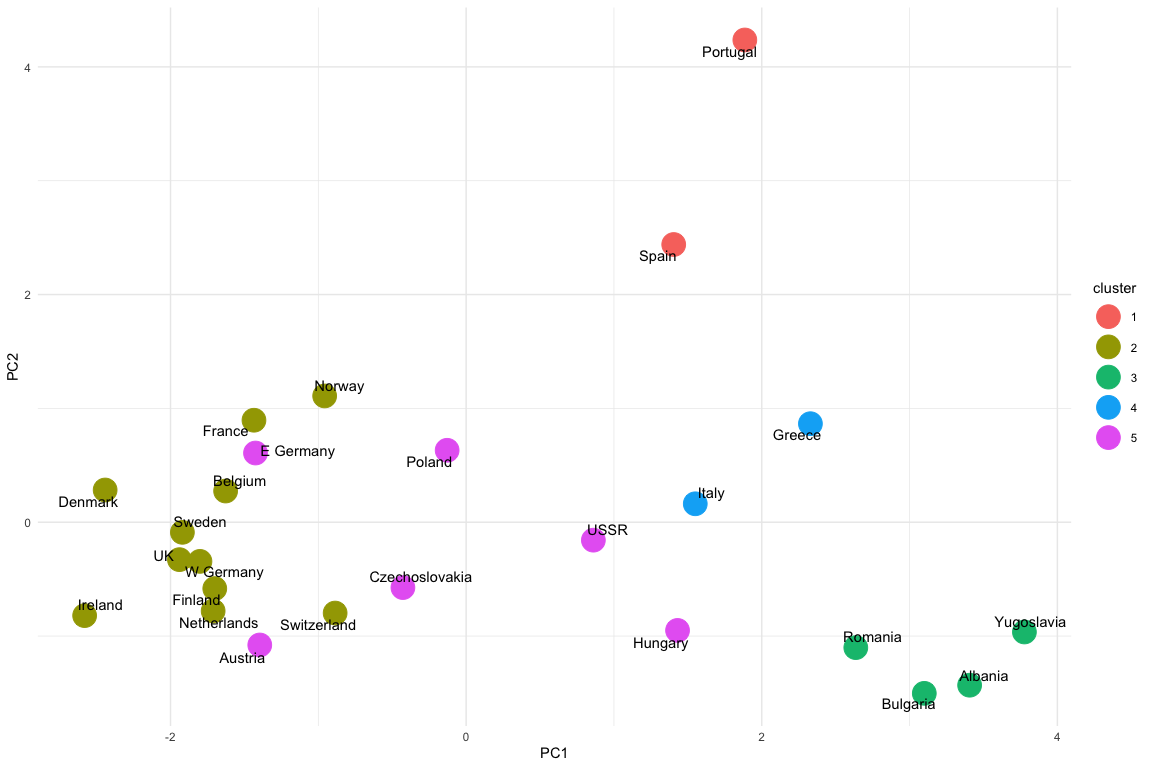 Portugal
4
Spain
2
cluster
1
2
3
4
5
PC2
Norway
France
E Germany
Poland
Greece
Belgium
Denmark
Italy
Sweden
0
USSR
UK
W Germany
Czechoslovakia
Finland
Ireland
Netherlands
Switzerland
Yugoslavia
Romania
Hungary
Austria
Albania
Bulgaria
-2
0
2
4
PC1